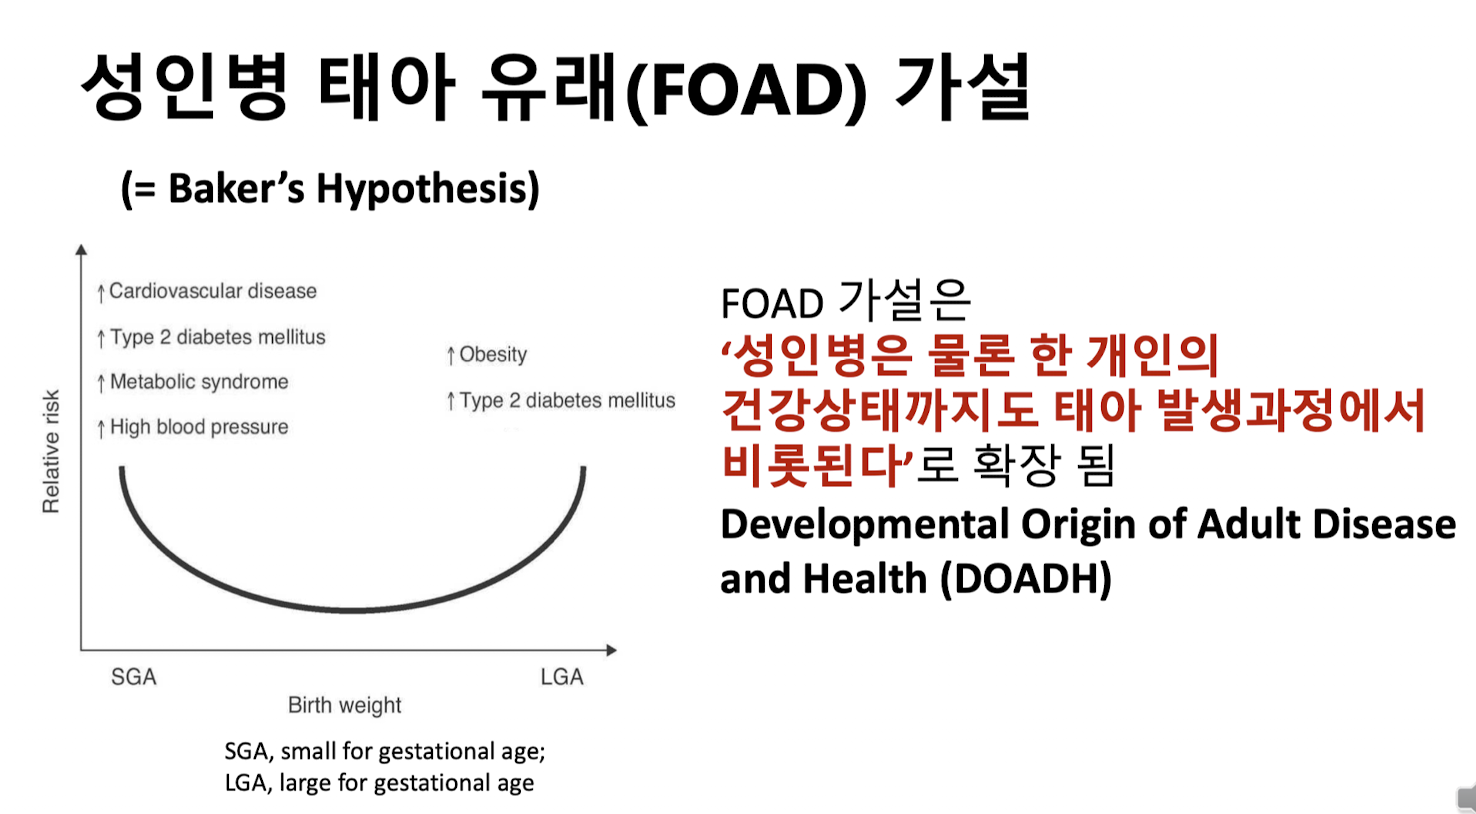 성인병 태아 유래(FOAD) 가설
(= Baker’s Hypothesis)
↑Cardiovascular disease
↑Type 2 diabetes mellitus
↑Metabolic syndrome
↑High blood pressure
↑Obesity
↑Type 2 diabetes mellitus
Relative risk
SGA
LGA
Birth weight
SGA, small for gestational age;
LGA, large for gestational age
FOAD 가설은
‘성인병은 물론 한 개인의
건강상태까지도 태아 발생과정에서
비롯된다’로 확장 됨
Developmental Origin of Adult Disease
and Health (DOADH)